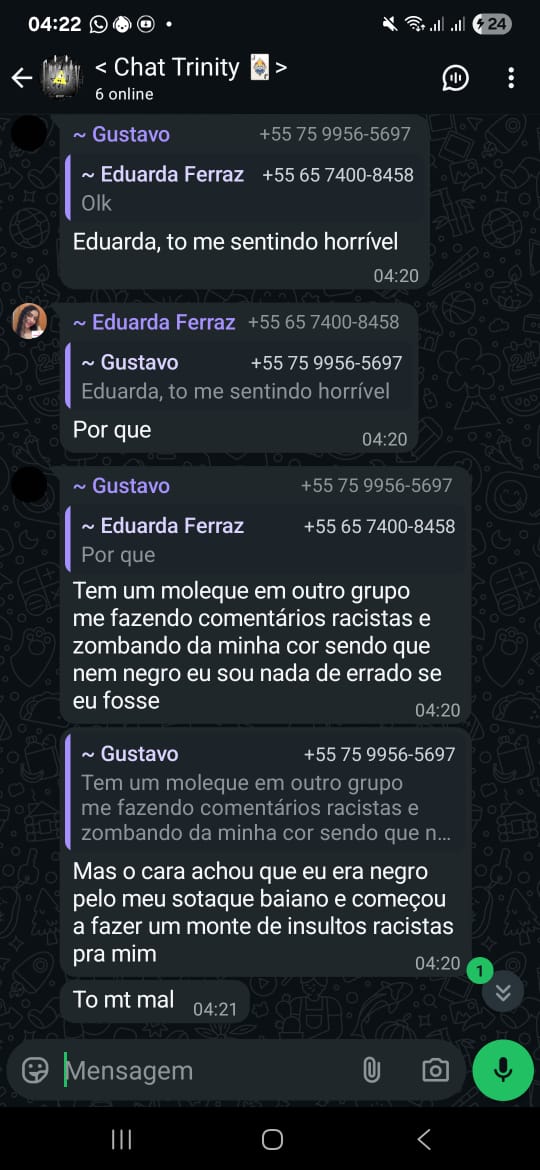 04:22
24
< Chat Trinity 🃏 >
6 online
~ Gustavo +55 75 9956-5697
~ Eduarda Ferraz +55 65 7400-8458
Olk
Eduarda, to me sentindo horrível
04:20
~ Eduarda Ferraz +55 65 7400-8458
~ Gustavo +55 75 9956-5697
Eduarda, to me sentindo horrível
Por que
04:20
~ Gustavo +55 75 9956-5697
~ Eduarda Ferraz +55 65 7400-8458
Por que
Tem um moleque em outro grupo
me fazendo comentários racistas e
zombando da minha cor sendo que
nem negro eu sou nada de errado se
eu fosse
04:20
~ Gustavo +55 75 9956-5697
Tem um moleque em outro grupo
me fazendo comentários racistas e
zombando da minha cor sendo que n...
Mas o cara achou que eu era negro
pelo meu sotaque baiano e começou
a fazer um monte de insultos racistas
pra mim
04:20
1
To mt mal 04:21
Mensagem